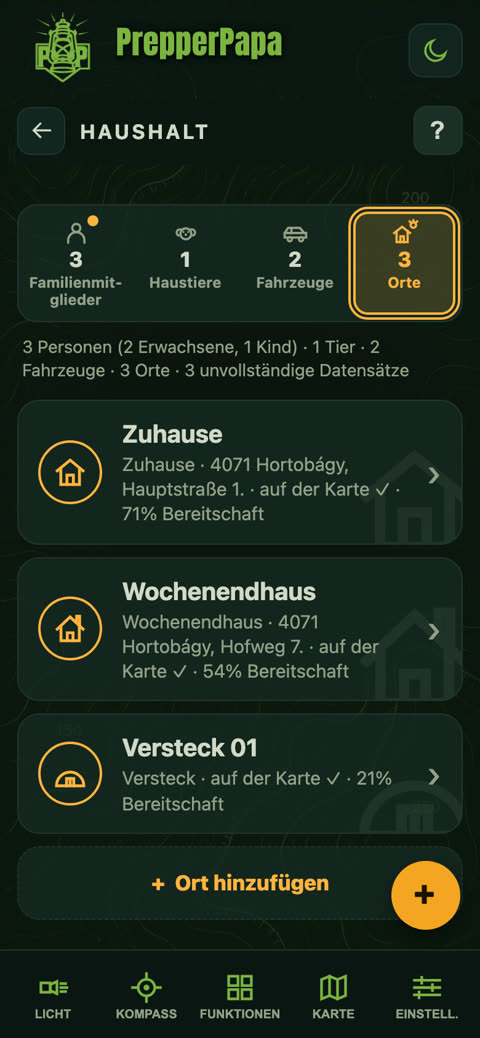 PrepperPapa
HAUSHALT
?
200
3
Familienmit-
glieder
1
Haustiere
2
Fahrzeuge
3
Orte
3 Personen (2 Erwachsene, 1 Kind) · 1 Tier · 2
Fahrzeuge · 3 Orte · 3 unvollständige Datensätze
Zuhause
Zuhause · 4071 Hortobágy,
Hauptstraße 1. · auf der Karte ✓ ·
71% Bereitschaft
Wochenendhaus
Wochenendhaus · 4071
Hortobágy, Hofweg 7. · auf der
Karte ✓ · 54% Bereitschaft
150
Versteck 01
Versteck · auf der Karte ✓ · 21%
Bereitschaft
+ Ort hinzufügen
+
LICHT
KOMPASS
FUNKTIONEN
KARTE
EINSTELL.